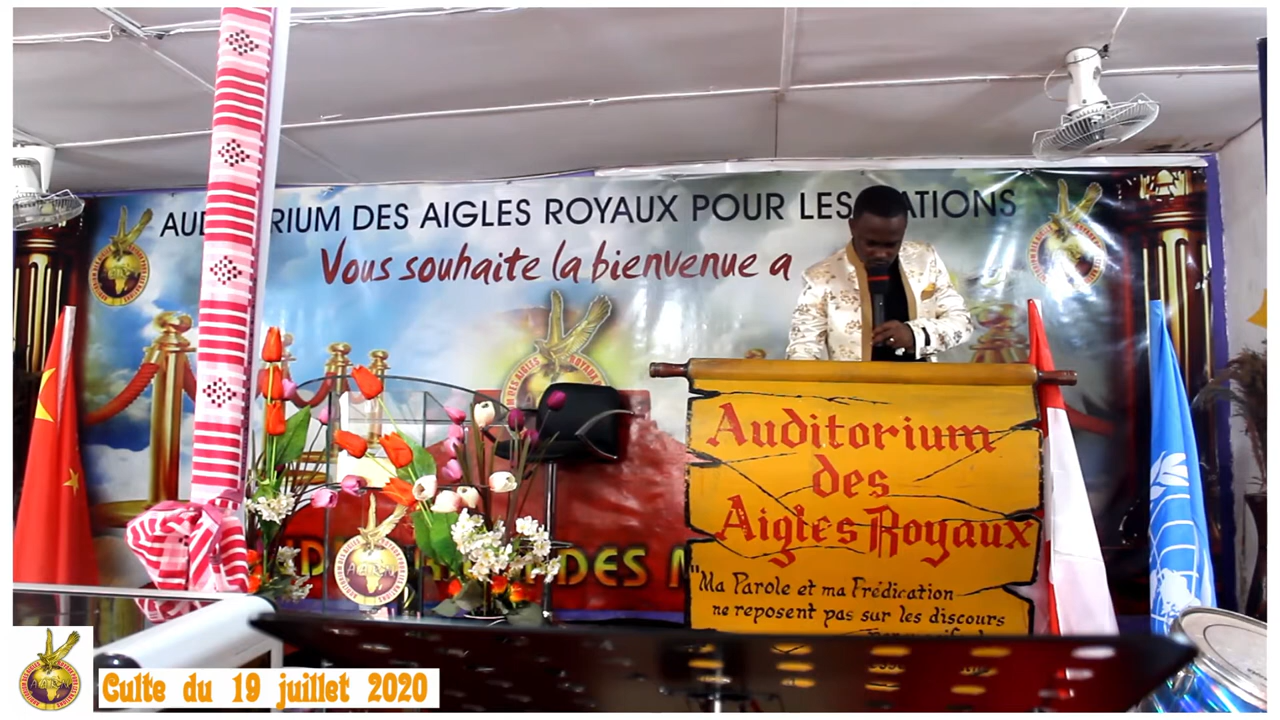 AUDITORIUM DES AIGLES ROYAUX POUR LES NATIONS
Vous souhaite la bienvenue a
Auditorium
des
Aigles Royaux
"Ma Parole et ma Prédication
ne reposent pas sur les discours
DES
Culte du 19 juillet 2020